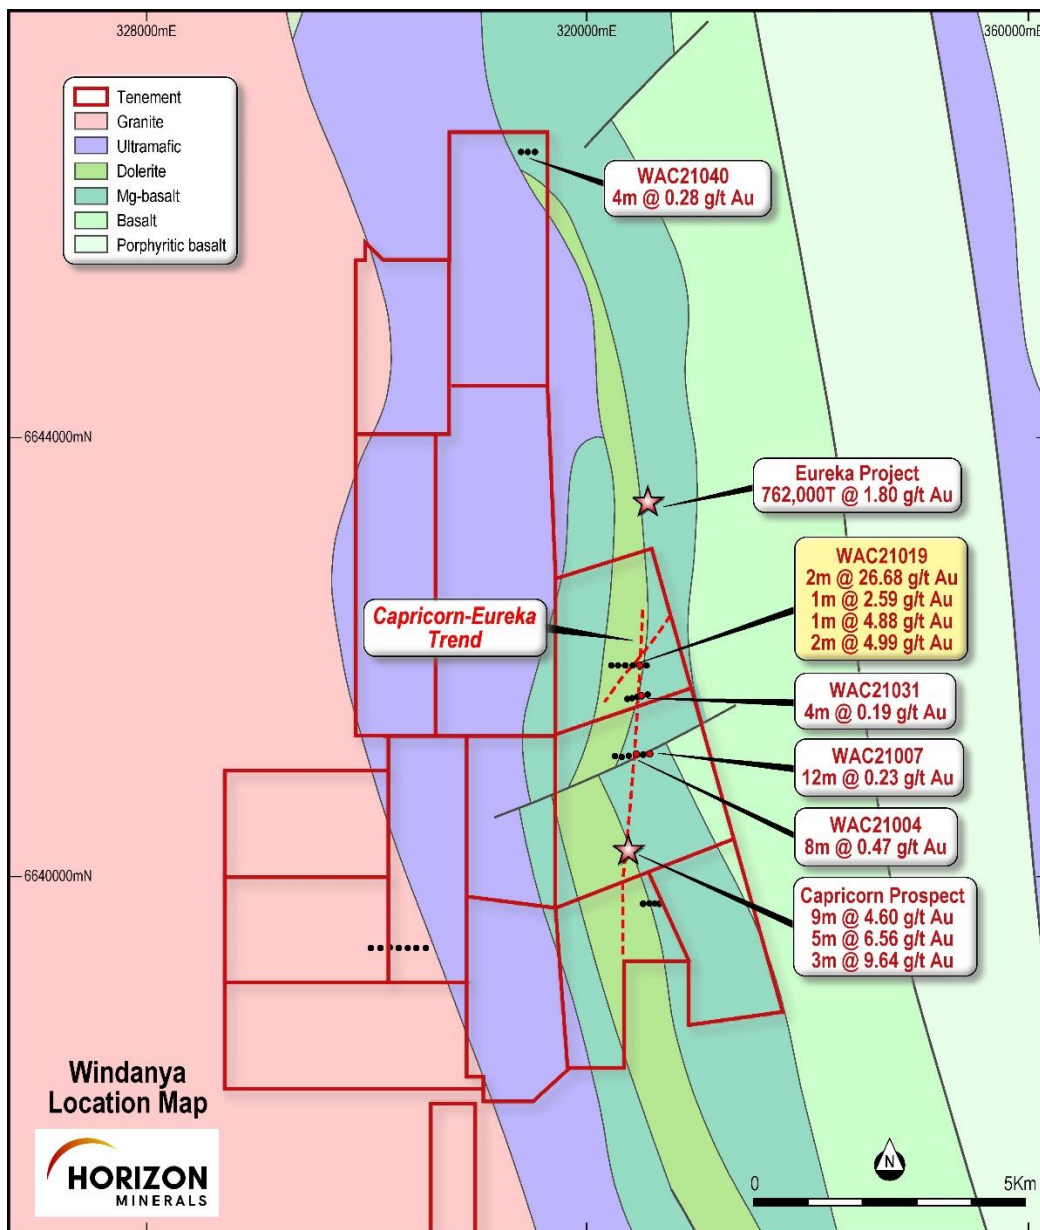 328000mE
320000mE
360000mE
Tenement
Granite
Ultramafic
Dolerite
Mg-basalt
Basalt
Porphyritic basalt
WAC21040
4m @ 0.28 g/t Au
6644000mN
Eureka Project
762,000T @ 1.80 g/t Au
WAC21019
2m @ 26.68 g/t Au
1m @ 2.59 g/t Au
1m @ 4.88 g/t Au
2m @ 4.99 g/t Au
Capricorn-Eureka
Trend
WAC21031
4m @ 0.19 g/t Au
WAC21007
12m @ 0.23 g/t Au
WAC21004
8m @ 0.47 g/t Au
6640000mN
Capricorn Prospect
9m @ 4.60 g/t Au
5m @ 6.56 g/t Au
3m @ 9.64 g/t Au
Windanya
Location Map
HORIZON
MINERALS
N
0
5Km